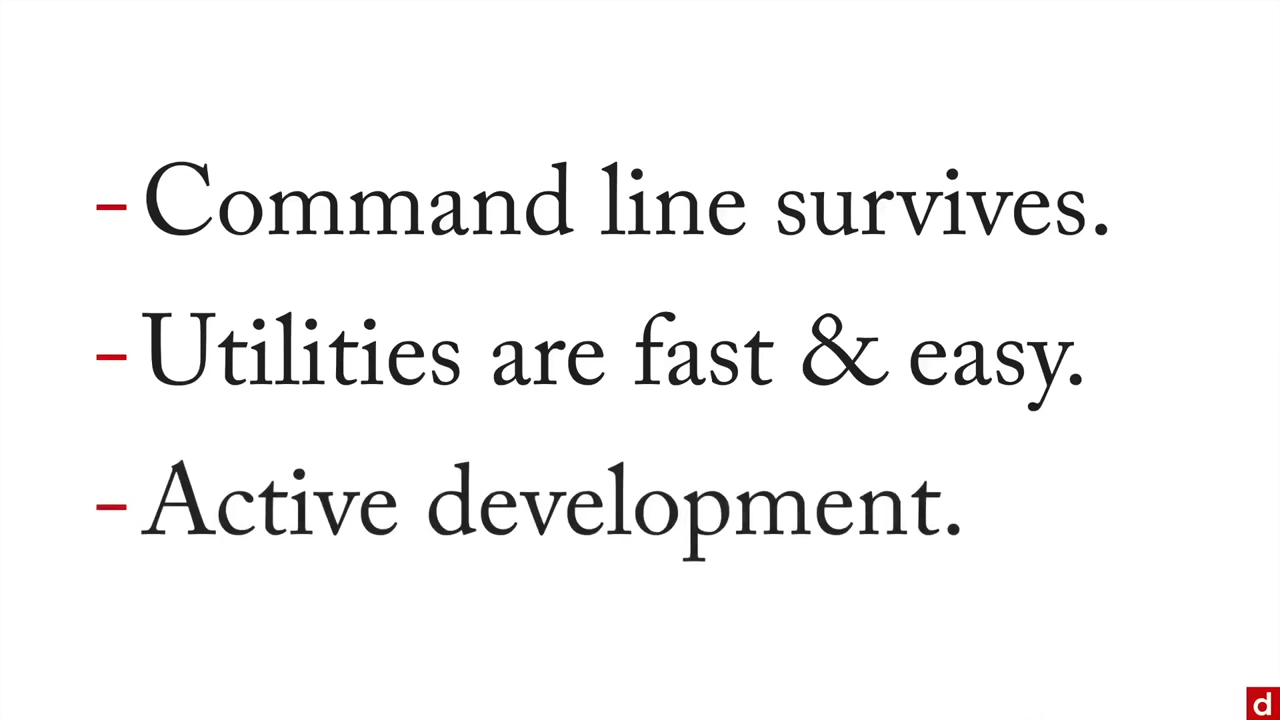 - Command line survives.
- Utilities are fast & easy.
- Active development.
d